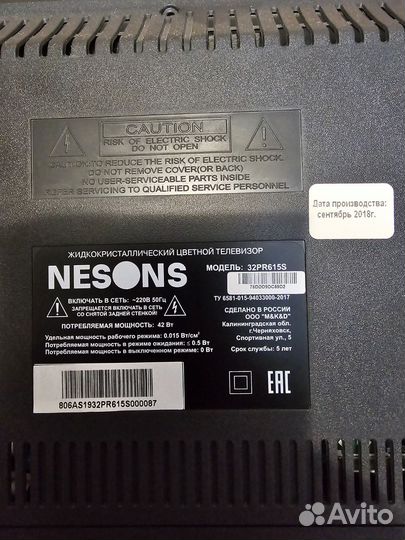 CAUTION
RISK OF ELECTRIC SHOCK
DO NOT OPEN
CAUTION: TO REDUCE THE RISK OF ELECTRIC SHOCK.
DO NOT REMOVE COVER(OR BACK)
NO USER-SERVICEABLE PARTS INSIDE
REFER SERVICING TO QUALIFIED SERVICE PERSONNEL
Дата производства:
сентябрь 2018г.
ЖИДКОКРИСТАЛЛИЧЕСКИЙ ЦВЕТНОЙ ТЕЛЕВИЗОР
NESONS
МОДЕЛЬ: 32PR615S
ВКЛЮЧАТЬ В СЕТЬ: ~220В 50Гц
ЗАПРЕЩАЕТСЯ ВКЛЮЧАТЬ В СЕТЬ
СО СНЯТОЙ ЗАДНЕЙ СТЕНКОЙ!
ПОТРЕБЛЯЕМАЯ МОЩНОСТЬ: 42 Вт
Удельная мощность рабочего режима: 0.015 Вт/см²
Потребляемая мощность в режиме ожидания: ≤ 0.5 Вт
Потребляемая мощность в выключенном режиме: 0 Вт
ТУ 6581-015-94033000-2017
СДЕЛАНО В РОССИИ
ООО "M&K&D"
Калининградская обл.
г.Черняховск,
Спортивная ул., 5
Срок службы: 5 лет
806AS1932PR615S000087
EAC
Avito